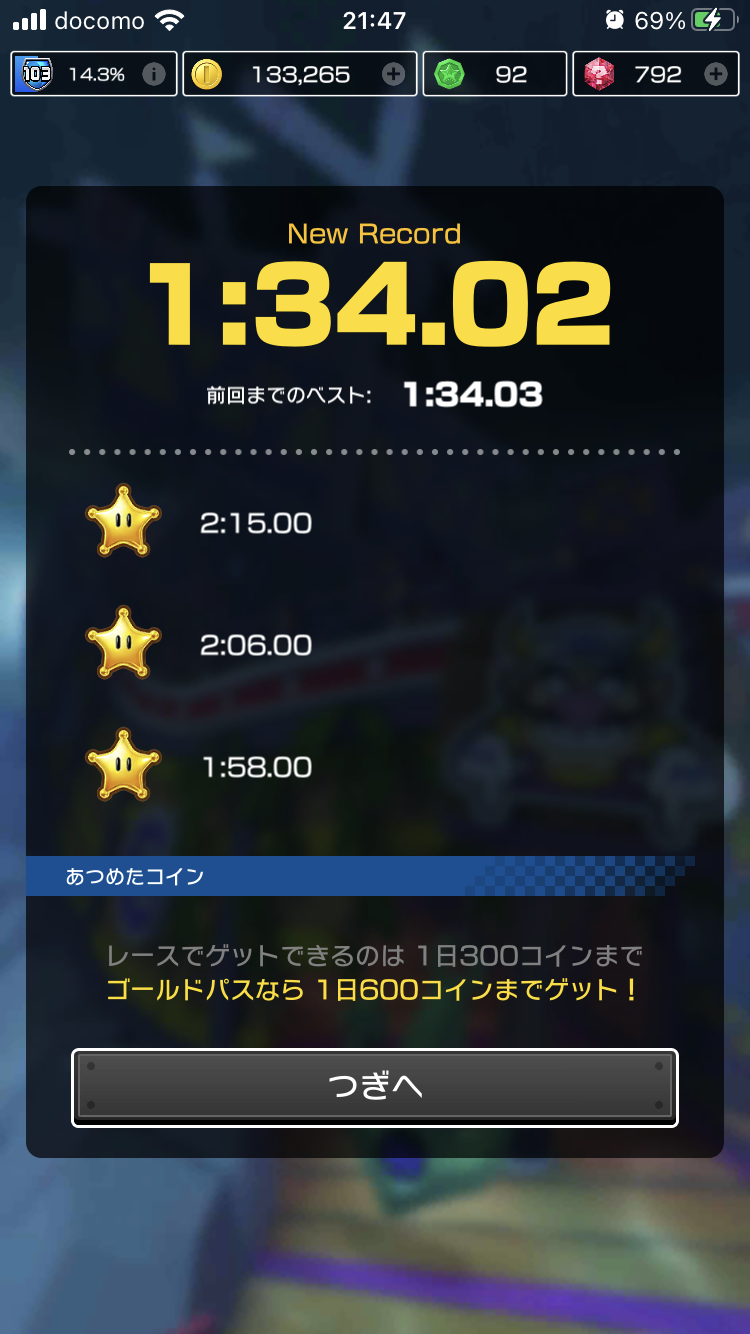 docomo 21:47 69%
103 14.3% i 133,265 + 92 ? 792 +
New Record
1:34.02
前回までのベスト: 1:34.03
2:15.00
2:06.00
1:58.00
あつめたコイン
レースでゲットできるのは 1日300コインまで
ゴールドパスなら 1日600コインまでゲット!
つぎへ